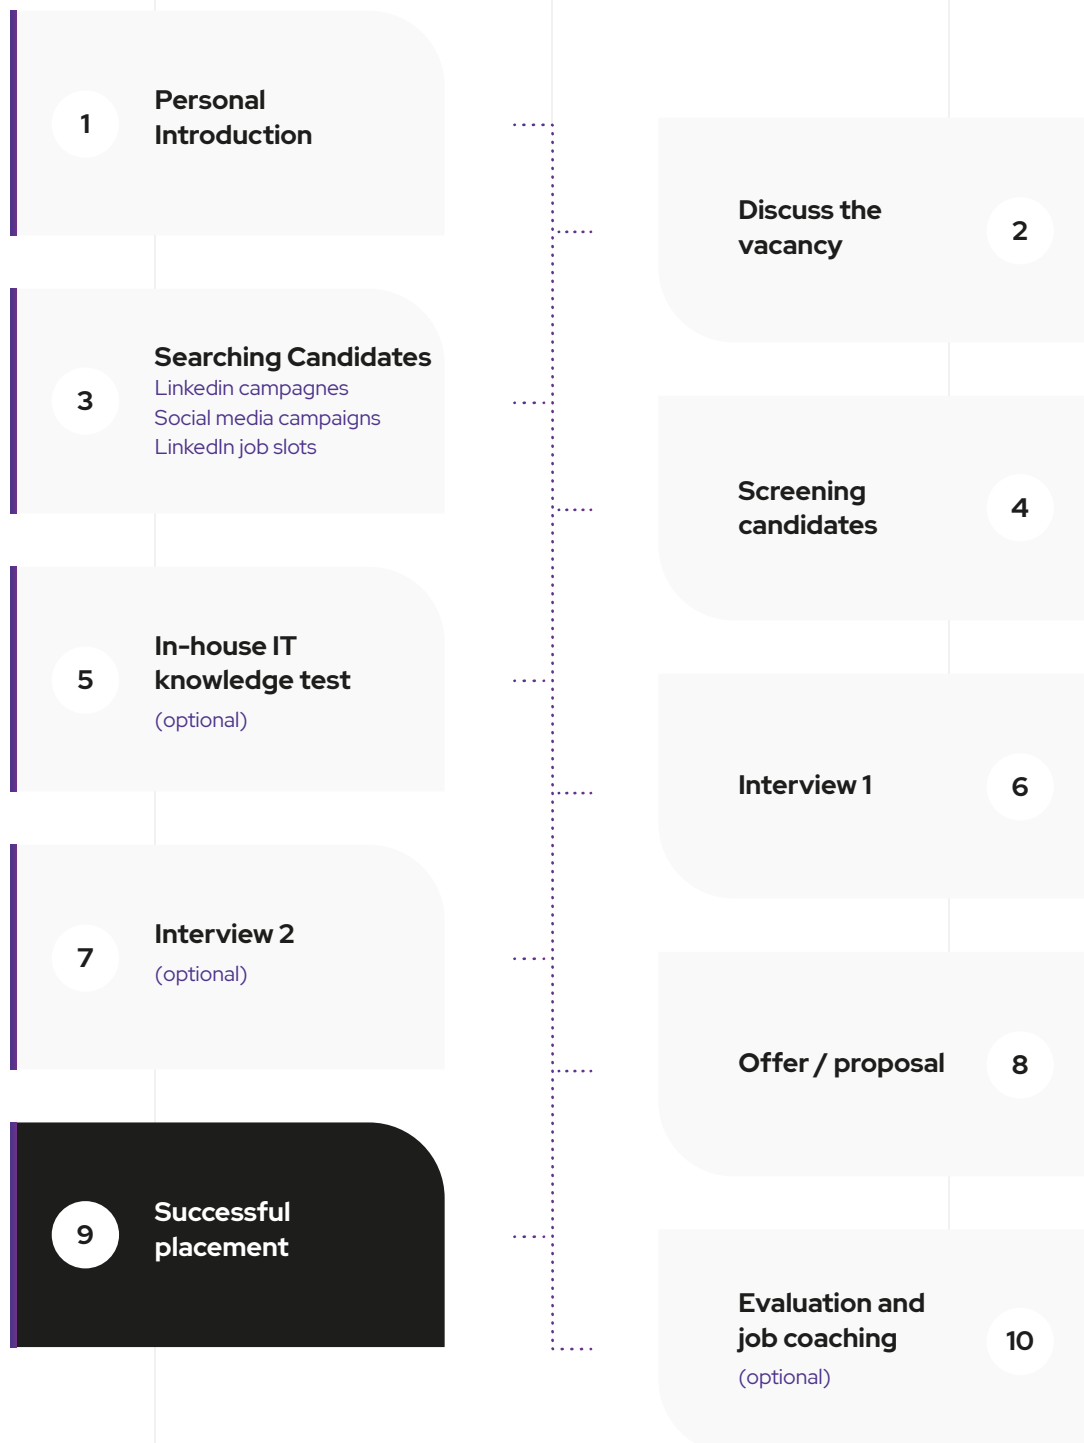 1
Personal
Introduction
Discuss the
vacancy
2
3
Searching Candidates
Linkedin campagnes
Social media campaigns
LinkedIn job slots
Screening
candidates
4
5
In-house IT
knowledge test
(optional)
Interview 1
6
7
Interview 2
(optional)
Offer / proposal
8
9
Successful
placement
Evaluation and
job coaching
(optional)
10